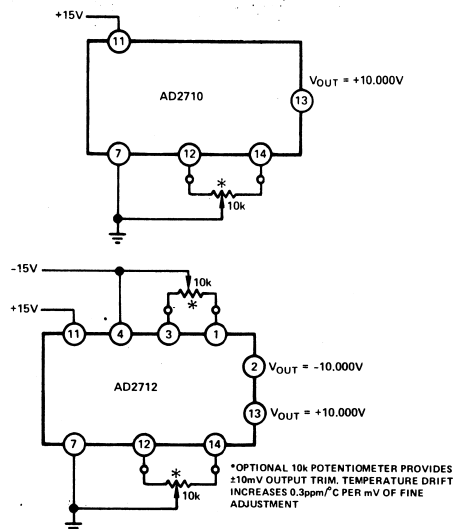 +15V
11
AD2710
VOUT = +10.000V
13
7
12
14
*
10k
-15V
10k
*
+15V
11
4
3
1
2
VOUT = -10.000V
AD2712
13
VOUT = +10.000V
7
12
14
*
10k
*OPTIONAL 10k POTENTIOMETER PROVIDES
±10mV OUTPUT TRIM. TEMPERATURE DRIFT
INCREASES 0.3ppm/°C PER mV OF FINE
ADJUSTMENT